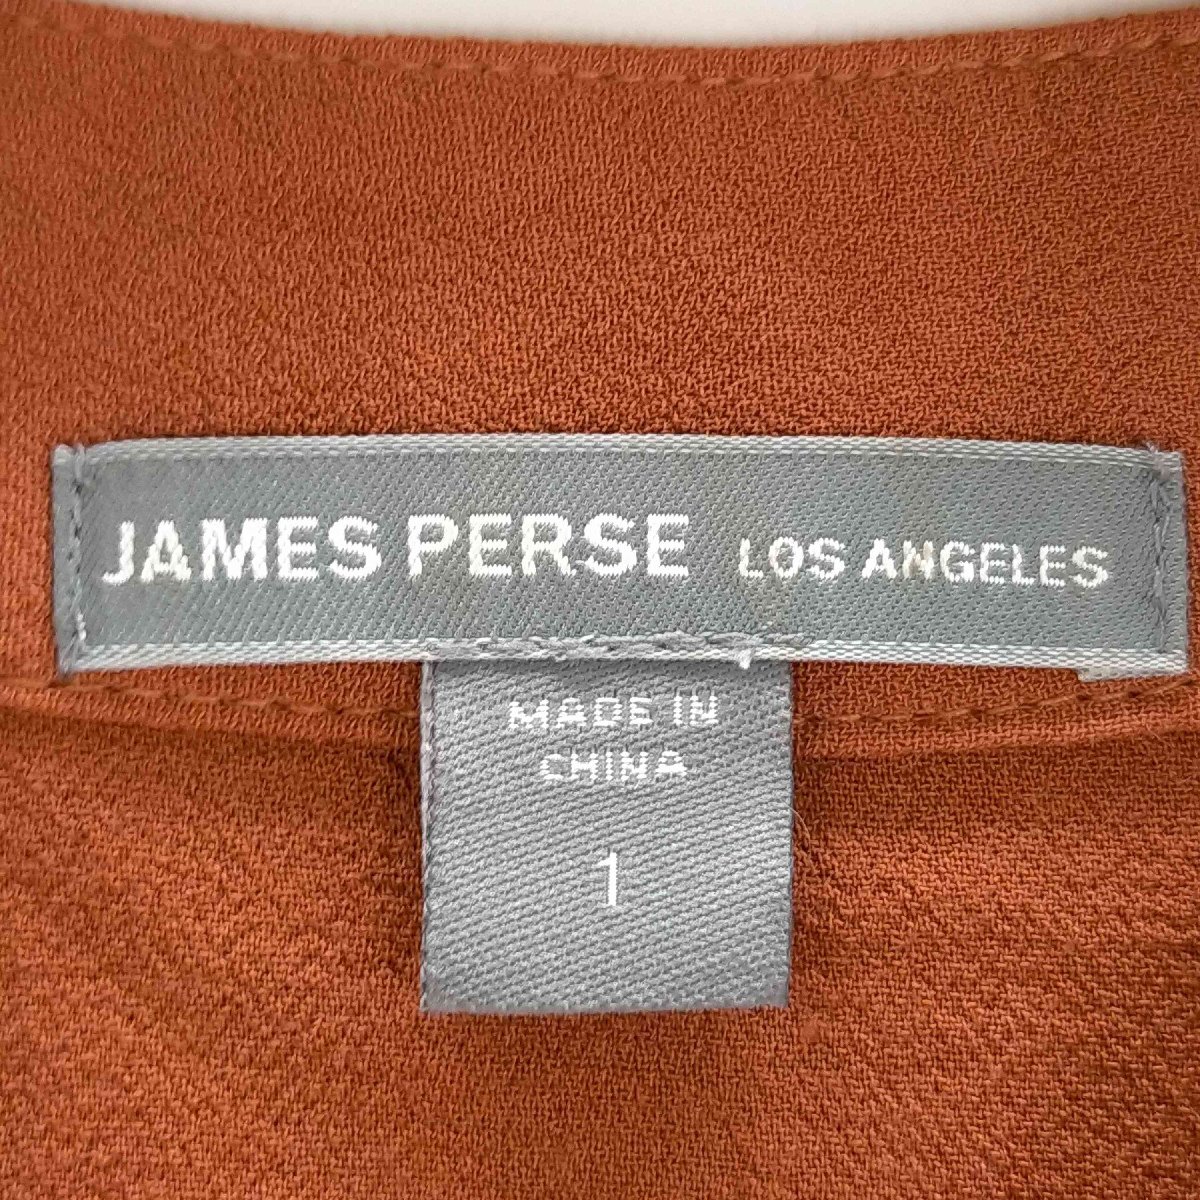 JAMES PERSE LOS ANGELES
MADE IN
CHINA
1